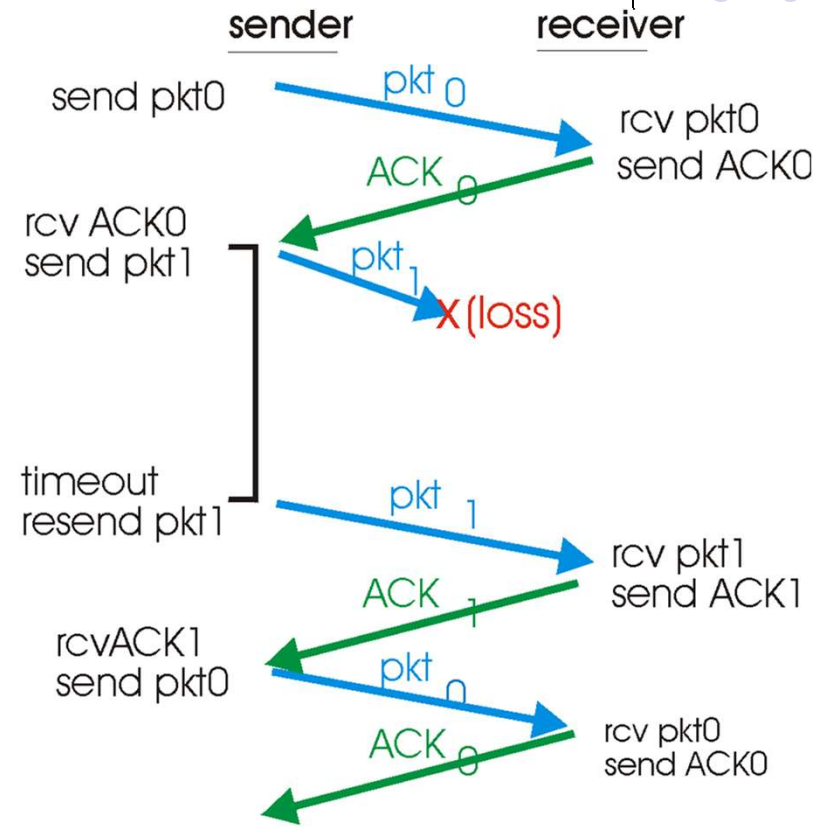 sender
receiver
send pkt0
pkt 0
rcv pkt0
send ACK0
ACK 0
rcv ACK0
send pkt1
pkt 1
X (loss)
timeout
resend pkt1
pkt 1
rcv pkt1
send ACK1
ACK 1
rcvACK1
send pkt0
pkt 0
rcv pkt0
send ACK0
ACK 0